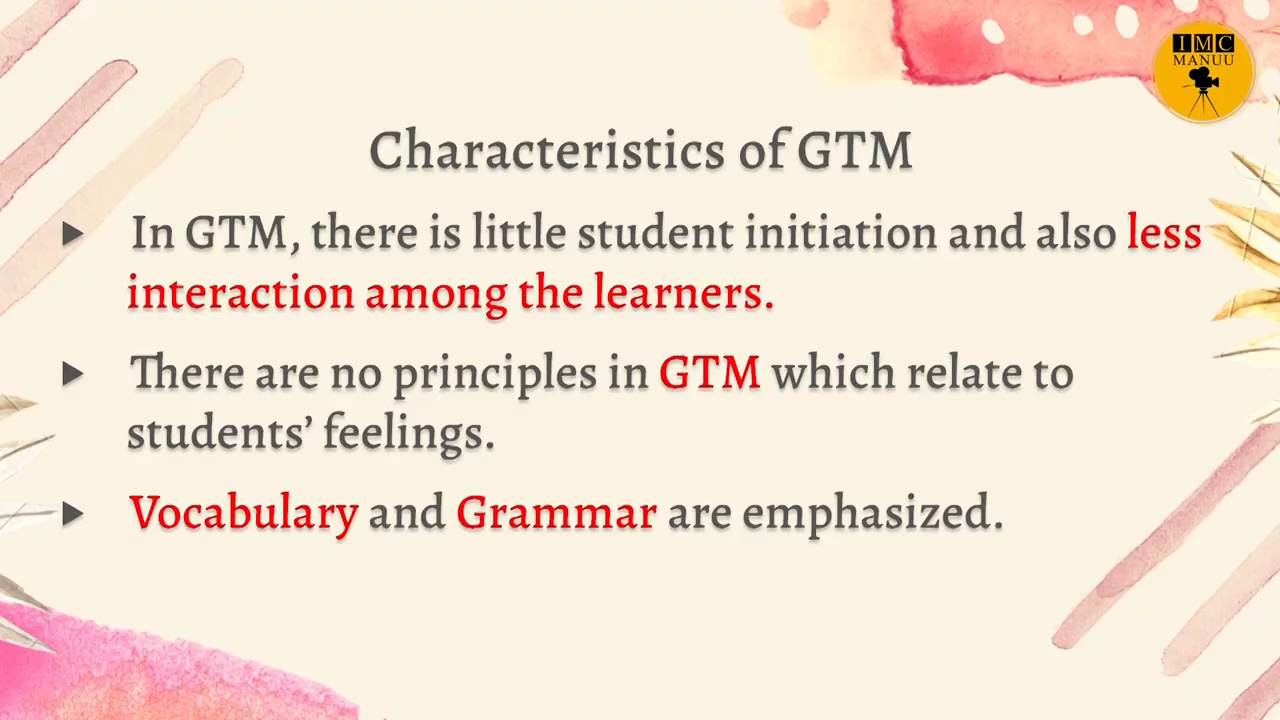 IMC
MANUU
Characteristics of GTM
In GTM, there is little student initiation and also less
interaction among the learners.
There are no principles in GTM which relate to
students’ feelings.
Vocabulary and Grammar are emphasized.